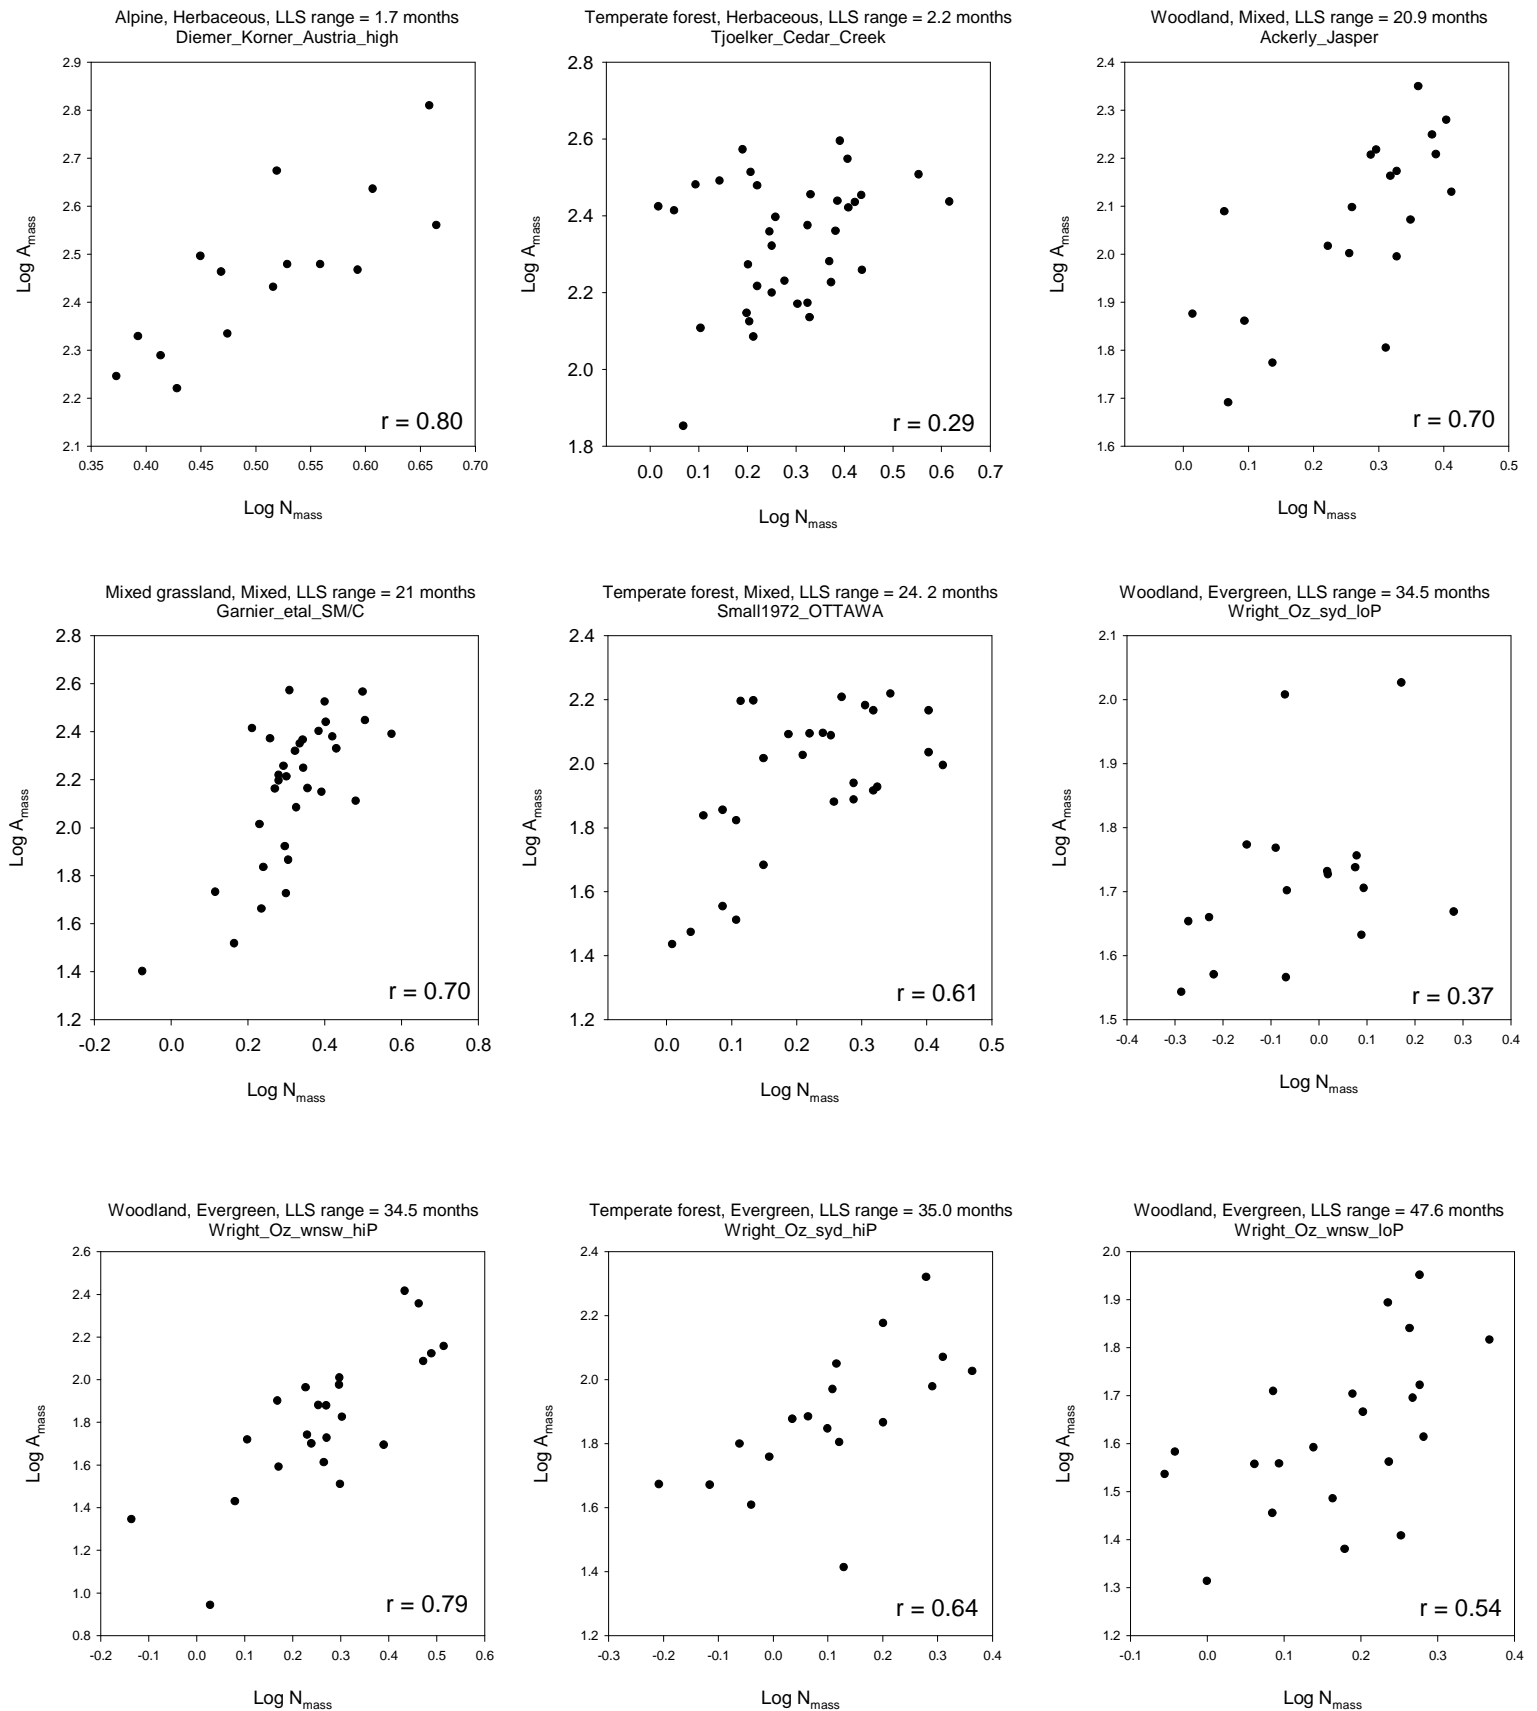 Alpine, Herbaceous, LLS range = 1.7 months
Diemer_Korner_Austria_high
2.9
2.8
2.7
2.6
2.5
2.4
2.3
2.2
2.1
Log Amass
r = 0.80
0.35 0.40 0.45 0.50 0.55 0.60 0.65 0.70
Log Nmass
Temperate forest, Herbaceous, LLS range = 2.2 months
Tjoelker_Cedar_Creek
2.8
2.6
2.4
2.2
2.0
1.8
Log Amass
r = 0.29
0.0 0.1 0.2 0.3 0.4 0.5 0.6 0.7
Log Nmass
Woodland, Mixed, LLS range = 20.9 months
Ackerly_Jasper
2.4
2.3
2.2
2.1
2.0
1.9
1.8
1.7
1.6
Log Amass
r = 0.70
0.0 0.1 0.2 0.3 0.4 0.5
Log Nmass
Mixed grassland, Mixed, LLS range = 21 months
Garnier_etal_SM/C
2.8
2.6
2.4
2.2
2.0
1.8
1.6
1.4
1.2
Log Amass
r = 0.70
-0.2 0.0 0.2 0.4 0.6 0.8
Log Nmass
Temperate forest, Mixed, LLS range = 24. 2 months
Small1972_OTTAWA
2.4
2.2
2.0
1.8
1.6
1.4
1.2
Log Amass
r = 0.61
0.0 0.1 0.2 0.3 0.4 0.5
Log Nmass
Woodland, Evergreen, LLS range = 34.5 months
Wright_Oz_syd_loP
2.1
2.0
1.9
1.8
1.7
1.6
1.5
Log Amass
r = 0.37
-0.4 -0.3 -0.2 -0.1 0.0 0.1 0.2 0.3 0.4
Log Nmass
Woodland, Evergreen, LLS range = 34.5 months
Wright_Oz_wnsw_hiP
2.6
2.4
2.2
2.0
1.8
1.6
1.4
1.2
1.0
0.8
Log Amass
r = 0.79
-0.2 -0.1 0.0 0.1 0.2 0.3 0.4 0.5 0.6
Log Nmass
Temperate forest, Evergreen, LLS range = 35.0 months
Wright_Oz_syd_hiP
2.4
2.2
2.0
1.8
1.6
1.4
1.2
Log Amass
r = 0.64
-0.3 -0.2 -0.1 0.0 0.1 0.2 0.3 0.4
Log Nmass
Woodland, Evergreen, LLS range = 47.6 months
Wright_Oz_wnsw_loP
2.0
1.9
1.8
1.7
1.6
1.5
1.4
1.3
1.2
Log Amass
r = 0.54
-0.1 0.0 0.1 0.2 0.3 0.4
Log Nmass